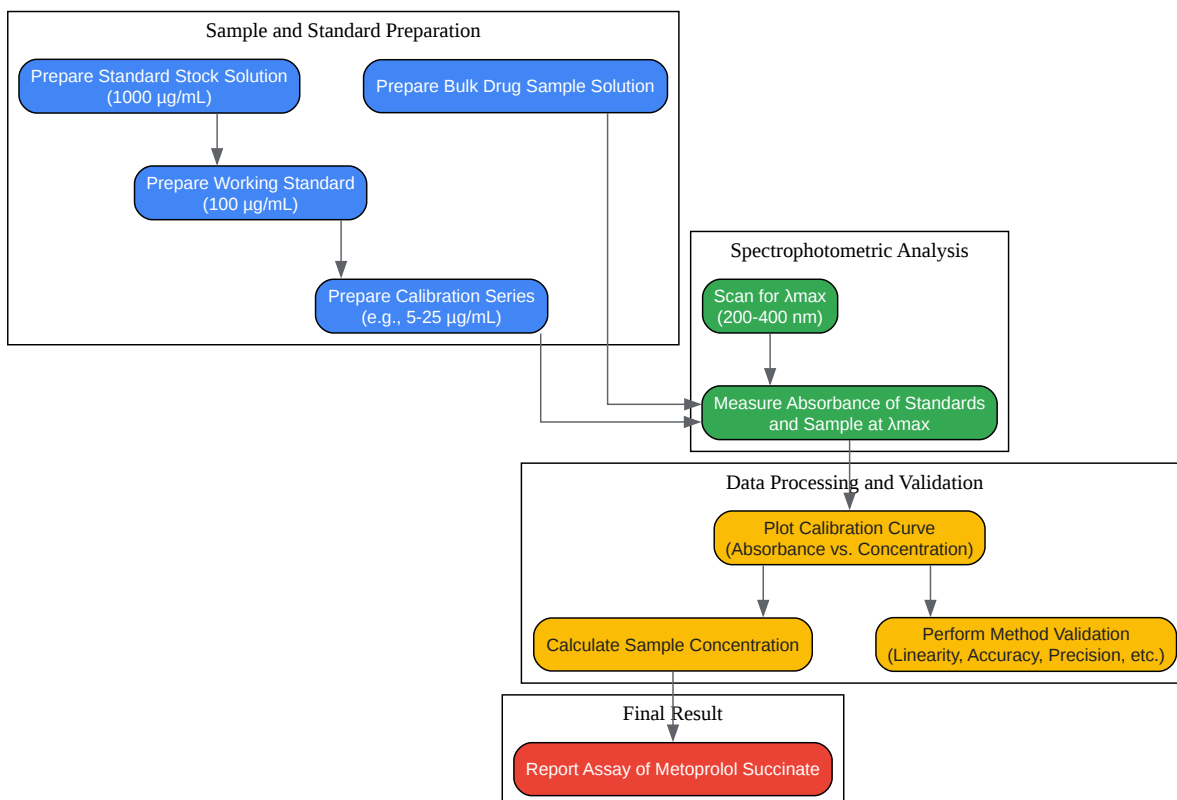 Sample and Standard Preparation
Prepare Standard Stock Solution
(1000 µg/mL)
Prepare Bulk Drug Sample Solution
Prepare Working Standard
(100 µg/mL)
Prepare Calibration Series
(e.g., 5-25 µg/mL)
Spectrophotometric Analysis
Scan for λmax
(200-400 nm)
Measure Absorbance of Standards
and Sample at λmax
Data Processing and Validation
Plot Calibration Curve
(Absorbance vs. Concentration)
Calculate Sample Concentration
Perform Method Validation
(Linearity, Accuracy, Precision, etc.)
Final Result
Report Assay of Metoprolol Succinate